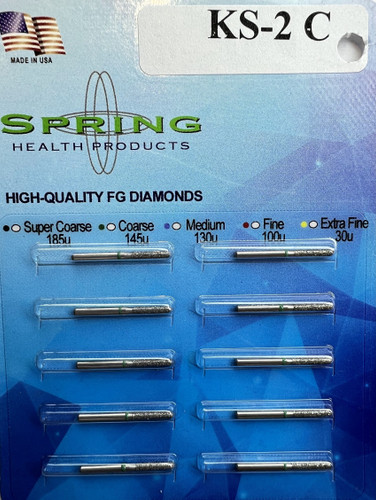 KS-2 C
MADE IN USA
SPRING
HEALTH PRODUCTS
HIGH-QUALITY FG DIAMONDS
Super Coarse Coarse Medium Fine Extra Fine
185u 145u 130u 100u 30u